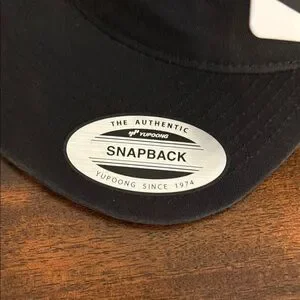 THE AUTHENTIC
YUPOONG
SNAPBACK
YUPOONG SINCE 1974